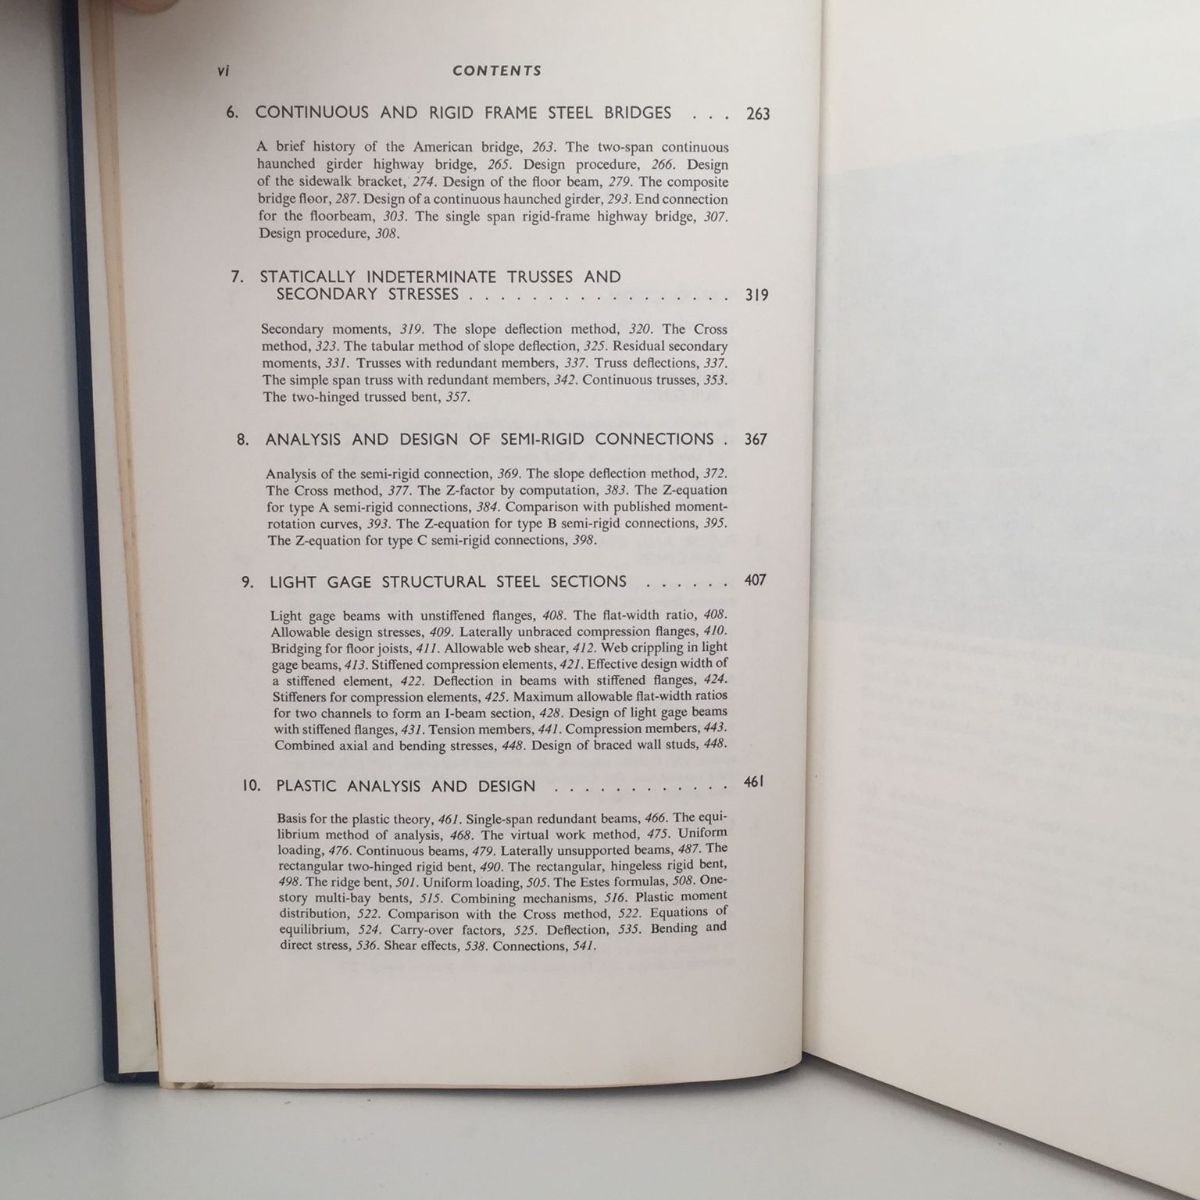 vi CONTENTS
6. CONTINUOUS AND RIGID FRAME STEEL BRIDGES . . . 263
A brief history of the American bridge, 263. The two-span continuous
haunched girder highway bridge, 265. Design procedure, 266. Design
of the sidewalk bracket, 274. Design of the floor beam, 279. The composite
bridge floor, 287. Design of a continuous haunched girder, 293. End connection
for the floorbeam, 303. The single span rigid-frame highway bridge, 307.
Design procedure, 308.
7. STATICALLY INDETERMINATE TRUSSES AND
SECONDARY STRESSES . . . . . . . . . . . . . . . . . 319
Secondary moments, 319. The slope deflection method, 320. The Cross
method, 323. The tabular method of slope deflection, 325. Residual secondary
moments, 331. Trusses with redundant members, 337. Truss deflections, 337.
The simple span truss with redundant members, 342. Continuous trusses, 353.
The two-hinged trussed bent, 357.
8. ANALYSIS AND DESIGN OF SEMI-RIGID CONNECTIONS . 367
Analysis of the semi-rigid connection, 369. The slope deflection method, 372.
The Cross method, 377. The Z-factor by computation, 383. The Z-equation
for type A semi-rigid connections, 384. Comparison with published moment-
rotation curves, 393. The Z-equation for type B semi-rigid connections, 395.
The Z-equation for type C semi-rigid connections, 398.
9. LIGHT GAGE STRUCTURAL STEEL SECTIONS . . . . . . 407
Light gage beams with unstiffened flanges, 408. The flat-width ratio, 408.
Allowable design stresses, 409. Laterally unbraced compression flanges, 410.
Bridging for floor joists, 411. Allowable web shear, 412. Web crippling in light
gage beams, 413. Stiffened compression elements, 421. Effective design width of
a stiffened element, 422. Deflection in beams with stiffened flanges, 424.
Stiffeners for compression elements, 425. Maximum allowable flat-width ratios
for two channels to form an I-beam section, 428. Design of light gage beams
with stiffened flanges, 431. Tension members, 441. Compression members, 443.
Combined axial and bending stresses, 448. Design of braced wall studs, 448.
10. PLASTIC ANALYSIS AND DESIGN . . . . . . . . . . . . 461
Basis for the plastic theory, 461. Single-span redundant beams, 466. The equi-
librium method of analysis, 468. The virtual work method, 475. Uniform
loading, 476. Continuous beams, 479. Laterally unsupported beams, 487. The
rectangular two-hinged rigid bent, 490. The rectangular, hingeless rigid bent,
498. The ridge bent, 501. Uniform loading, 505. The Estes formulas, 508. One-
story multi-bay bents, 515. Combining mechanisms, 516. Plastic moment
distribution, 522. Comparison with the Cross method, 522. Equations of
equilibrium, 524. Carry-over factors, 525. Deflection, 535. Bending and
direct stress, 536. Shear effects, 538. Connections, 541.